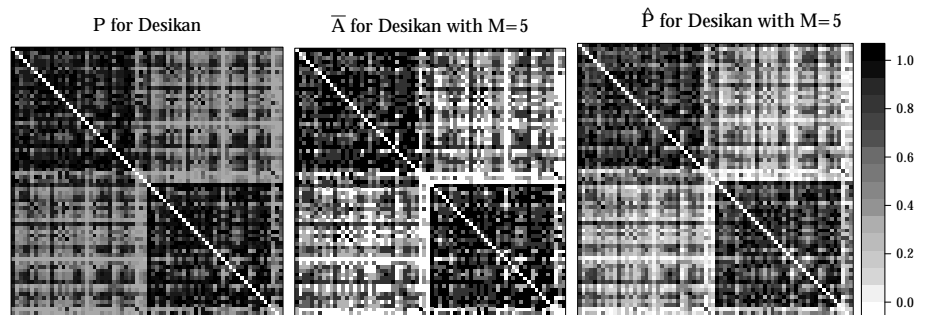 P for Desikan
A̅ for Desikan with M=5
P̂ for Desikan with M=5
1.0
0.8
0.6
0.4
0.2
0.0